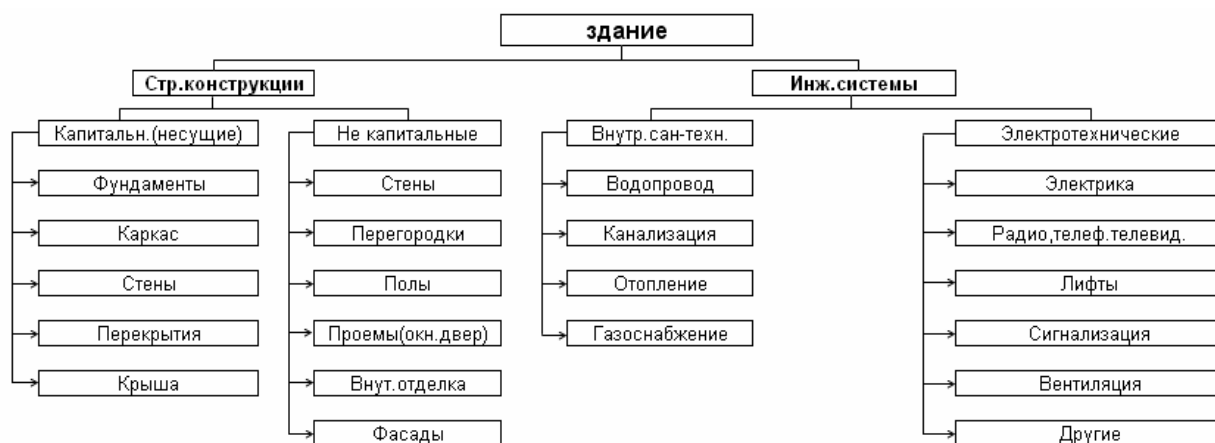 здание
Стр.конструкции
Инж.системы
Капитальн.(несущие)
Не капитальные
Внутр.сан-техн.
Электротехнические
Фундаменты
Стены
Водопровод
Электрика
Каркас
Перегородки
Канализация
Радио,телеф.телевид.
Стены
Полы
Отопление
Лифты
Перекрытия
Проемы(окн.двер)
Газоснабжение
Сигнализация
Крыша
Внут.отделка
Вентиляция
Фасады
Другие